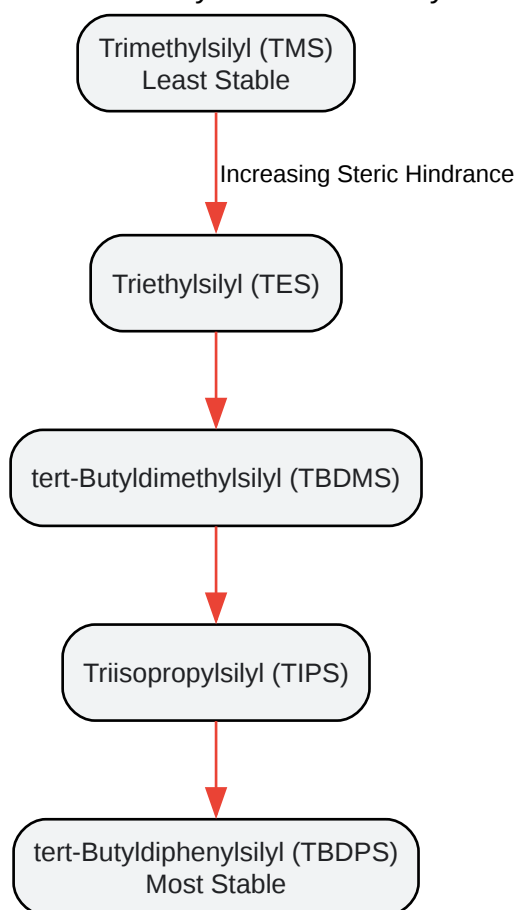 Trimethylsilyl (TMS)
Least Stable
Increasing Steric Hindrance
Triethylsilyl (TES)
tert-Butyldimethylsilyl (TBDMS)
Triisopropylsilyl (TIPS)
tert-Butyldiphenylsilyl (TBDPS)
Most Stable